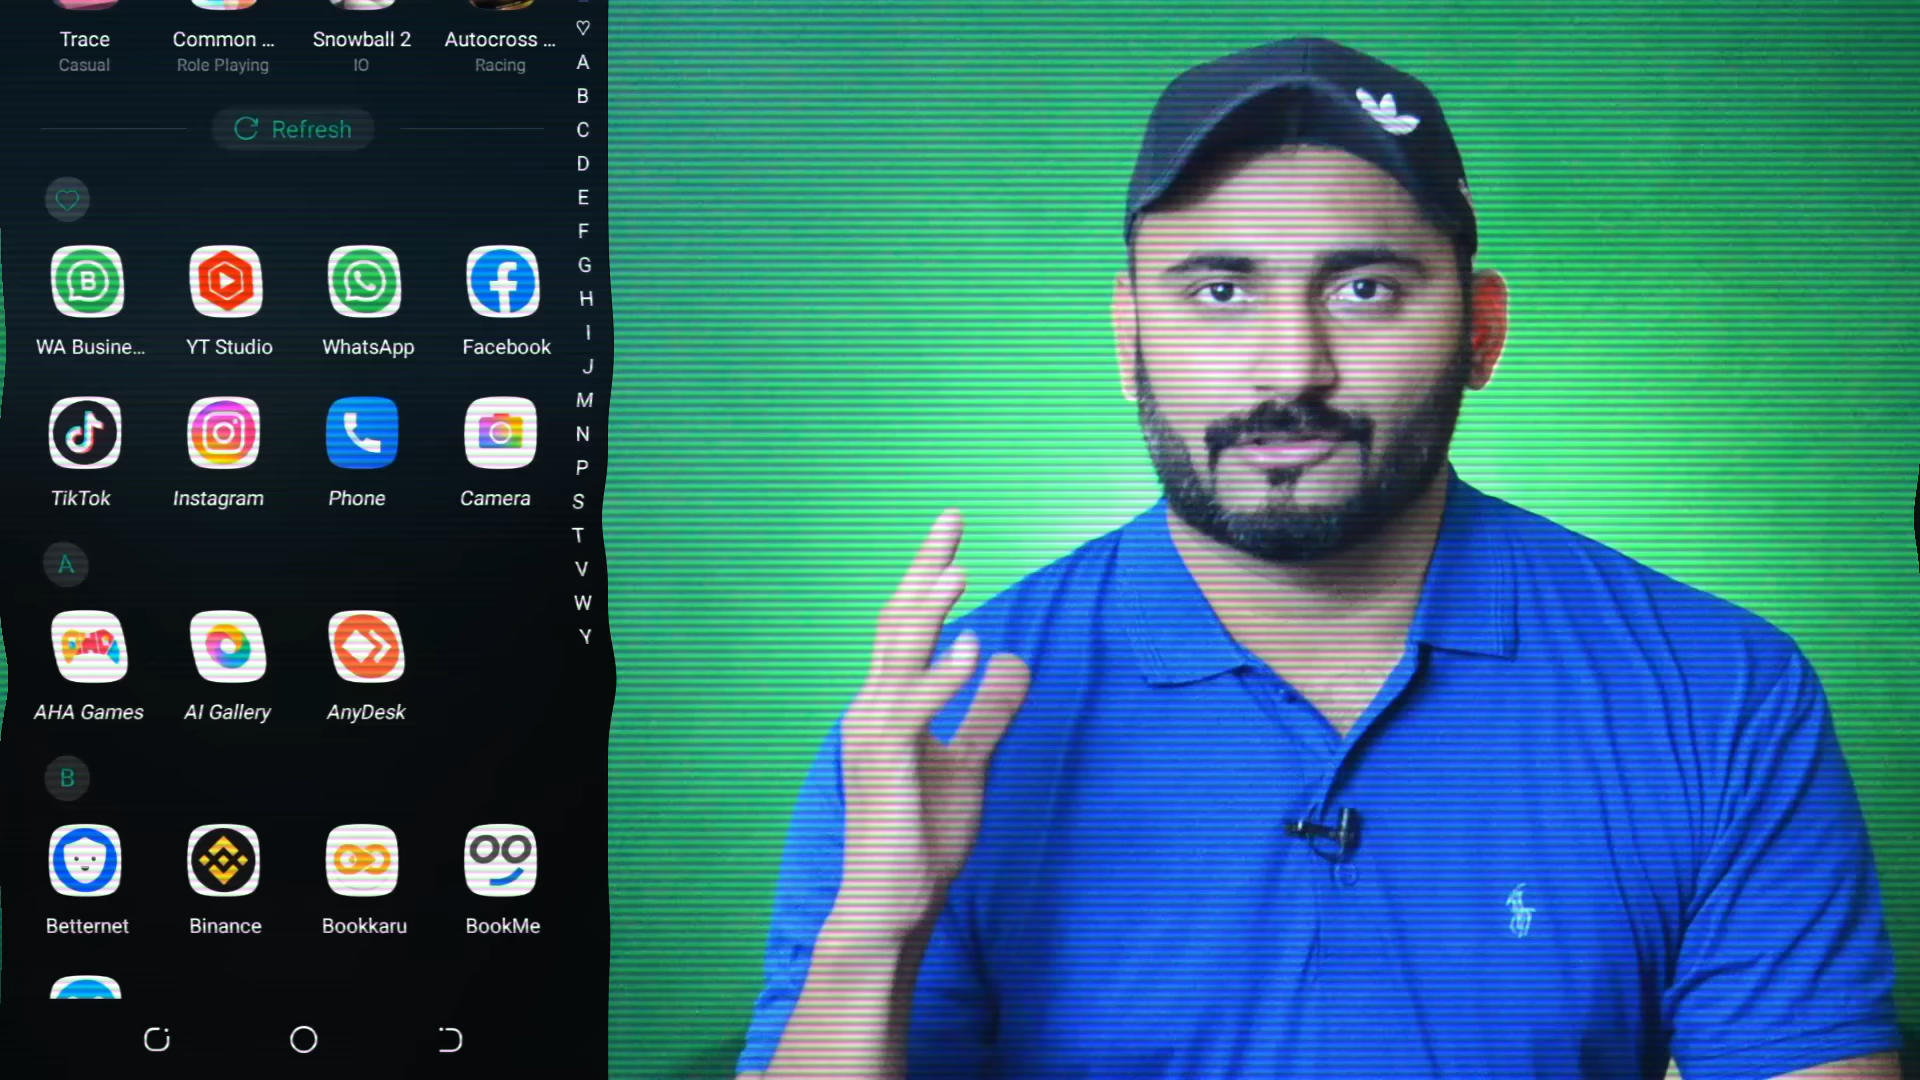 Trace
Common ...
Snowball 2
Autocross ...
Casual
Role Playing
IO
Racing
Refresh
WA Busine...
YT Studio
WhatsApp
Facebook
TikTok
Instagram
Phone
Camera
A
AHA Games
AI Gallery
AnyDesk
B
Betternet
Binance
Bookkaru
BookMe
A
B
C
D
E
F
G
H
I
J
M
N
P
S
T
V
W
Y